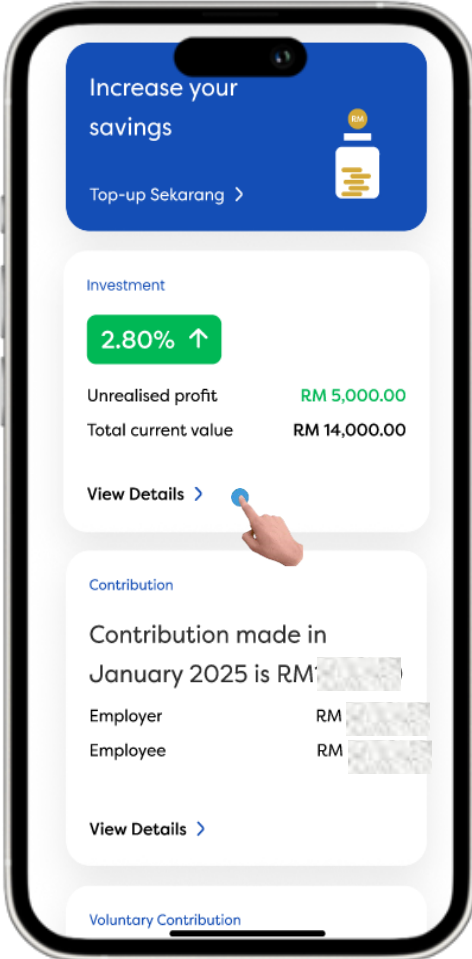 Increase your
savings
RM
Top-up Sekarang
Investment
2.80%
Unrealised profit RM 5,000.00
Total current value RM 14,000.00
View Details
Contribution
Contribution made in
January 2025 is RM
Employer RM
Employee RM
View Details
Voluntary Contribution